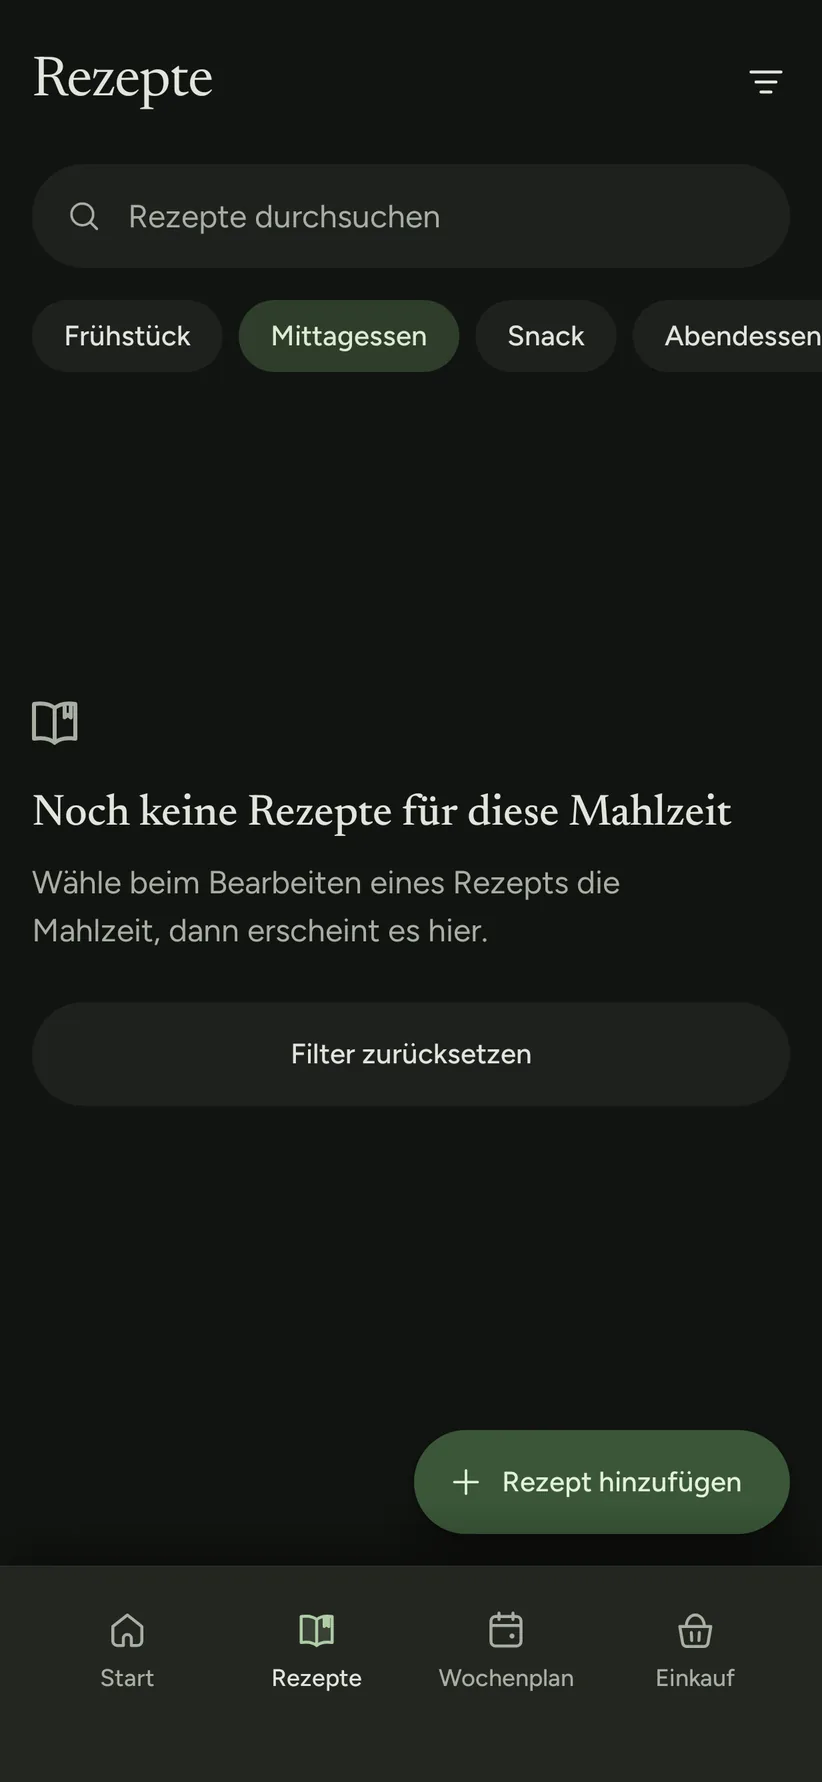 Rezepte
Rezepte durchsuchen
Frühstück
Mittagessen
Snack
Abendessen
Noch keine Rezepte für diese Mahlzeit
Wähle beim Bearbeiten eines Rezepts die
Mahlzeit, dann erscheint es hier.
Filter zurücksetzen
Rezept hinzufügen
Start
Rezepte
Wochenplan
Einkauf